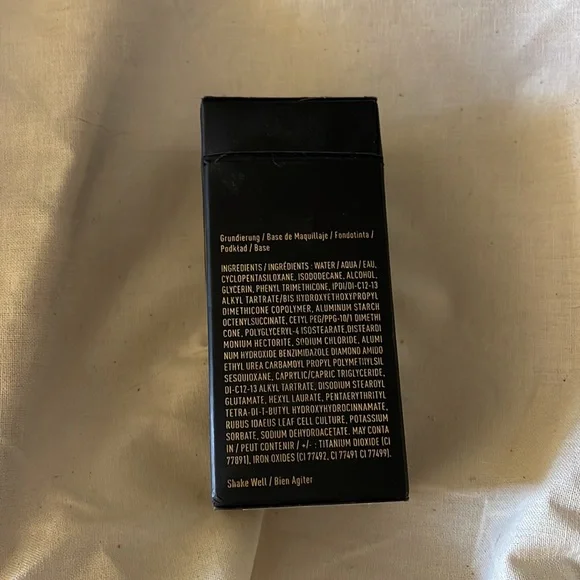 Grundierung / Base de Maquillaje / Fondotinta /
Podkład / Base
INGREDIENTS / INGRÉDIENTS : WATER / AQUA / EAU,
CYCLOPENTASILOXANE, ISODODECANE, ALCOHOL,
GLYCERIN, PHENYL TRIMETHICONE, IPDI/DI-C12-13
ALKYL TARTRATE/BIS HYDROXYETHOXYPROPYL
DIMETHICONE COPOLYMER, ALUMINUM STARCH
OCTENYLSUCCINATE, CETYL PEG/PPG-10/1 DIMETHI
CONE, POLYGLYCERYL-4 ISOSTEARATE, DISTEARDI
MONIUM HECTORITE, SODIUM CHLORIDE, ALUMI
NUM HYDROXIDE BENZIMIDAZOLE DIAMOND AMIDO
ETHYL UREA CARBAMOYL PROPYL POLYMETHYLSIL
SESQUIOXANE, CAPRYLIC/CAPRIC TRIGLYCERIDE,
DI-C12-13 ALKYL TARTRATE, DISODIUM STEAROYL
GLUTAMATE, HEXYL LAURATE, PENTAERYTHRITYL
TETRA-DI-T-BUTYL HYDROXYHYDROCINNAMATE,
RUBUS IDAEUS LEAF CELL CULTURE, POTASSIUM
SORBATE, SODIUM DEHYDROACETATE. MAY CONTA
IN / PEUT CONTENIR / +/- : TITANIUM DIOXIDE (CI
77891), IRON OXIDES (CI 77492, CI 77491 CI 77499).
Shake Well / Bien Agiter